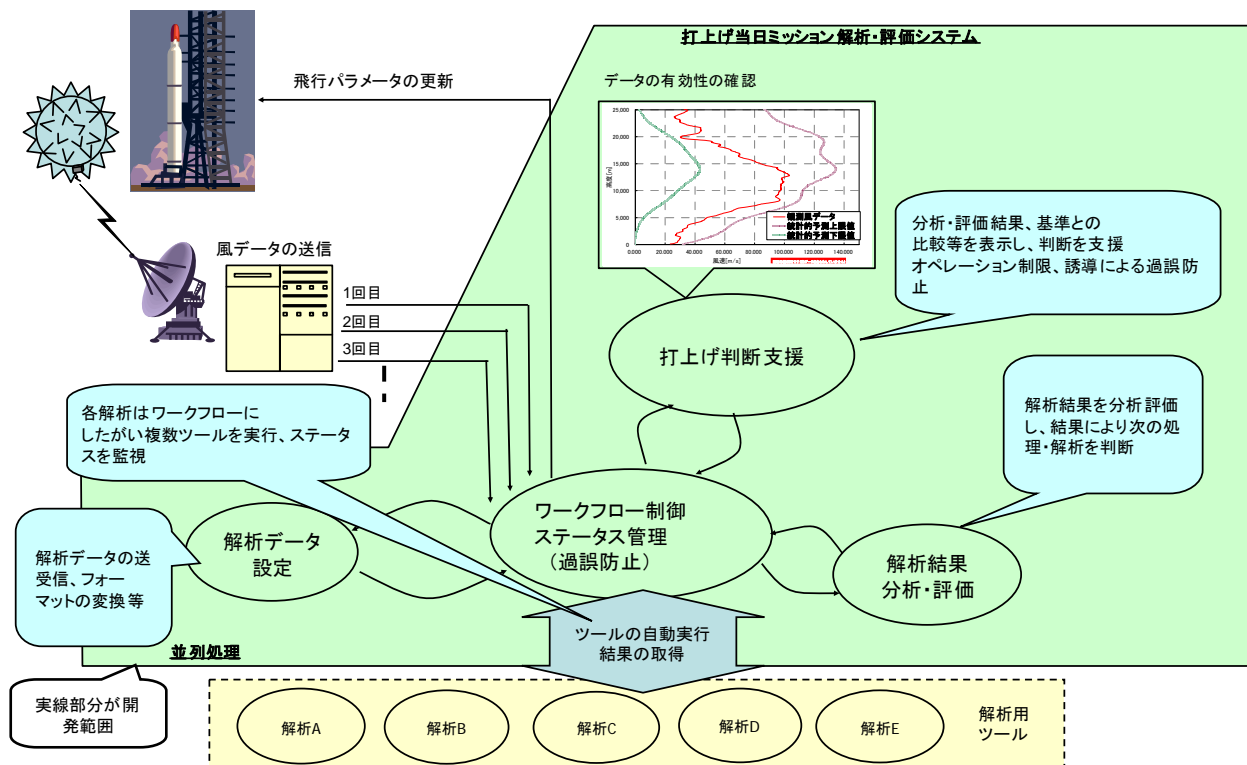 打上げ当日ミッション解析・評価システム
飛行パラメータの更新
データの有効性の確認
25,000
20,000
15,000
10,000
5,000
0
高度[m]
0.000
20.000
40.000
60.000
80.000
100.000
120.000
140.000
風速[m/s]
観測風データ
統計的予測上限値
統計的予測下限値
分析・評価結果、基準との
比較等を表示し、判断を支援
オペレーション制限、誘導による過誤防
止
風データの送信
1回目
2回目
3回目
打上げ判断支援
各解析はワークフローに
したがい複数ツールを実行、ステータ
スを監視
解析結果を分析評価
し、結果により次の処
理・解析を判断
ワークフロー制御
ステータス管理
（過誤防止）
解析データ
設定
解析結果
分析・評価
解析データの送
受信、フォー
マットの変換等
ツールの自動実行
結果の取得
並列処理
実線部分が開
発範囲
解析A
解析B
解析C
解析D
解析E
解析用
ツール